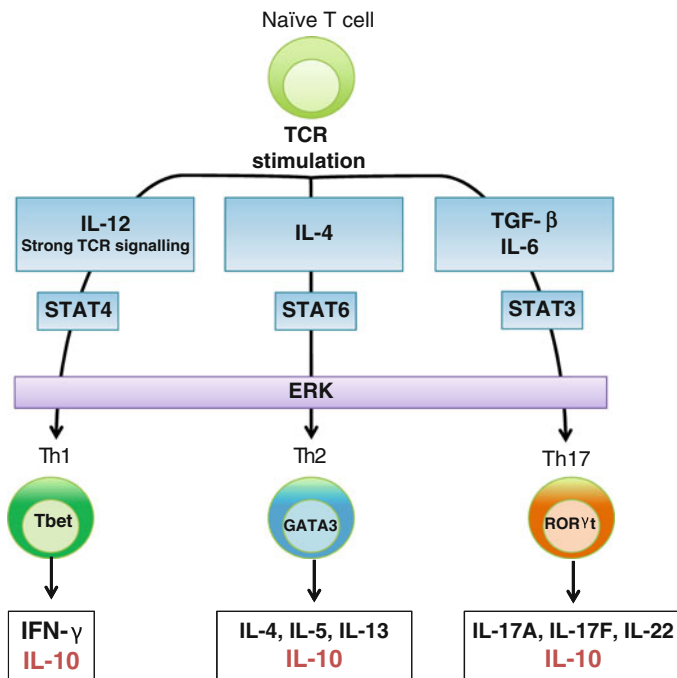 Naïve T cell
TCR
stimulation
IL-12
Strong TCR signalling
IL-4
TGF- β
IL-6
STAT4
STAT6
STAT3
ERK
Th1
Th2
Th17
Tbet
GATA3
RORγt
IFN-γ
IL-10
IL-4, IL-5, IL-13
IL-10
IL-17A, IL-17F, IL-22
IL-10